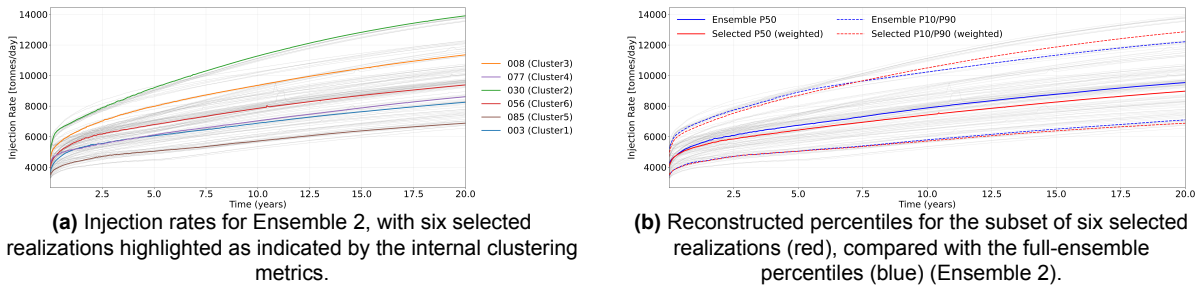 14000
12000
10000
8000
6000
4000
Injection Rate [tonnes/day]
2.5 5.0 7.5 10.0 12.5 15.0 17.5 20.0
Time (years)
008 (Cluster3)
077 (Cluster4)
030 (Cluster2)
056 (Cluster6)
085 (Cluster5)
003 (Cluster1)
(a) Injection rates for Ensemble 2, with six selected
realizations highlighted as indicated by the internal clustering
metrics.
14000
12000
10000
8000
6000
4000
Injection Rate [tonnes/day]
Ensemble P50
Selected P50 (weighted)
Ensemble P10/P90
Selected P10/P90 (weighted)
2.5 5.0 7.5 10.0 12.5 15.0 17.5 20.0
Time (years)
(b) Reconstructed percentiles for the subset of six selected
realizations (red), compared with the full-ensemble
percentiles (blue) (Ensemble 2).